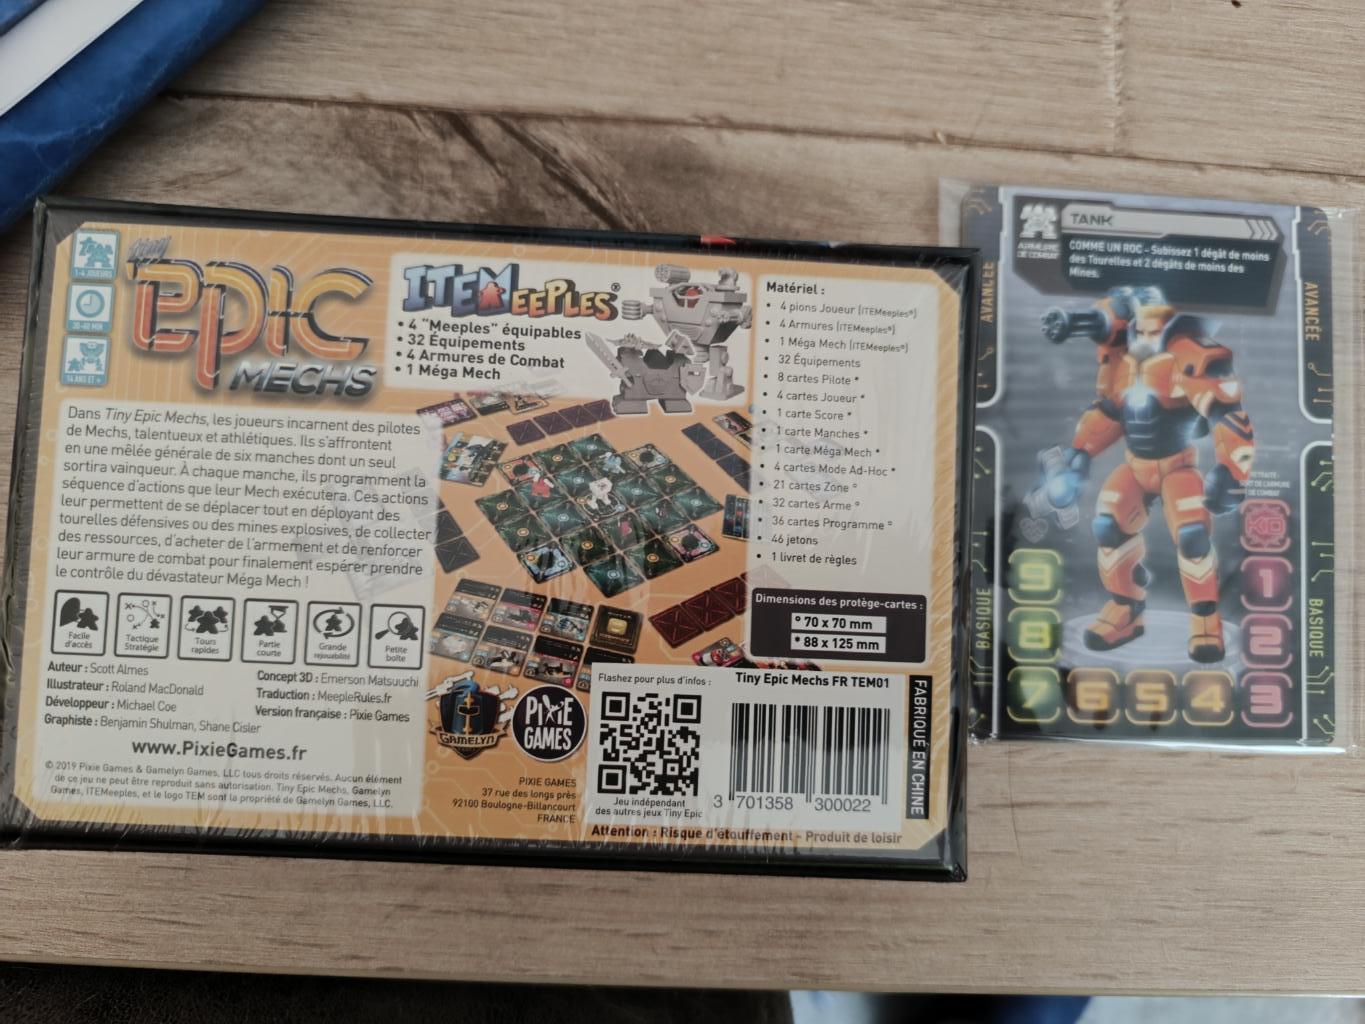 1-4 JOUEURS
30-60 MIN
14 ANS ET +
TINY
EPIC
MECHS
ITEMEEPLES®
• 4 "Meeples" équipables
• 32 Équipements
• 4 Armures de Combat
• 1 Méga Mech
Dans Tiny Epic Mechs, les joueurs incarnent des pilotes
de Mechs, talentueux et athlétiques. Ils s'affrontent
en une mêlée générale de six manches dont un seul
sortira vainqueur. À chaque manche, ils programment la
séquence d'actions que leur Mech exécutera. Ces actions
leur permettent de se déplacer tout en déployant des
tourelles défensives ou des mines explosives, de collecter
des ressources, d'acheter de l'armement et de renforcer
leur armure de combat pour finalement espérer prendre
le contrôle du dévastateur Méga Mech !
Facile
d'accès
Tactique
Stratégie
Tours
rapides
Partie
courte
Grande
rejouabilité
Petite
boîte
Auteur : Scott Almes
Illustrateur : Roland MacDonald
Développeur : Michael Coe
Graphiste : Benjamin Shulman, Shane Cisler
Concept 3D : Emerson Matsuuchi
Traduction : MeepleRules.fr
Version française : Pixie Games
www.PixieGames.fr
© 2019 Pixie Games & Gamelyn Games, LLC tous droits réservés. Aucun élément
de ce jeu ne peut être reproduit sans autorisation. Tiny Epic Mechs, Gamelyn
Games, ITEMeeples, et le logo TEM sont la propriété de Gamelyn Games, LLC.
Matériel :
• 4 pions Joueur (ITEMeeples®)
• 4 Armures (ITEMeeples®)
• 1 Méga Mech (ITEMeeples®)
• 32 Équipements
• 8 cartes Pilote *
• 4 cartes Joueur *
• 1 carte Score *
• 1 carte Manches *
• 1 carte Méga Mech *
• 4 cartes Mode Ad-Hoc *
• 21 cartes Zone °
• 32 cartes Arme °
• 36 cartes Programme °
• 46 jetons
• 1 livret de règles
Dimensions des protège-cartes :
° 70 x 70 mm
* 88 x 125 mm
GAMELYN
PIXIE
GAMES
PIXIE GAMES
37 rue des longs prés
92100 Boulogne-Billancourt
FRANCE
Flashez pour plus d'infos :
Jeu indépendant
des autres jeux Tiny Epic
Tiny Epic Mechs FR TEM01
3 701358 300022
FABRIQUÉ EN CHINE
Attention : Risque d'étouffement - Produit de loisir
ARMURE
DE COMBAT
TANK
COMME UN ROC - Subissez 1 dégât de moins
des Tourelles et 2 dégâts de moins des
Mines.
AVANCÉE
AVANCÉE
BASIQUE
BASIQUE
KO
9
8
7
6
5
4
3
2
1